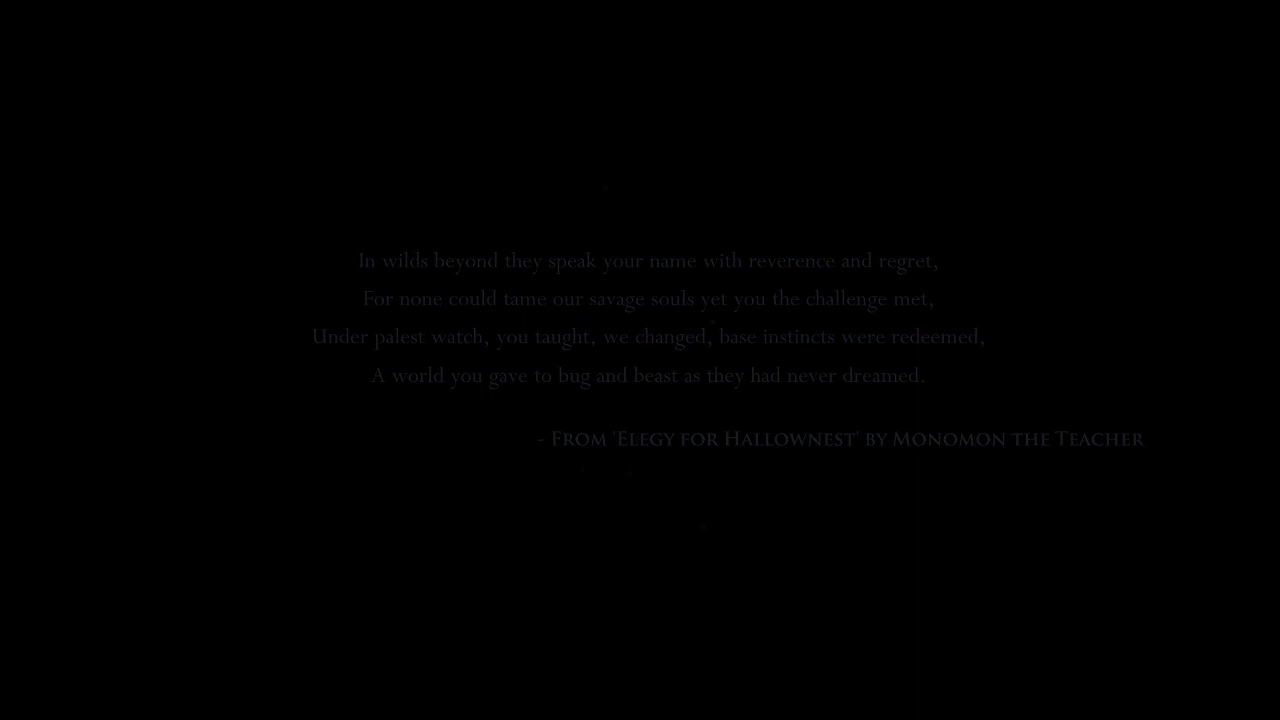 In wilds beyond they speak your name with reverence and regret,
For none could tame our savage souls yet you the challenge met,
Under palest watch, you taught, we changed, base instincts were redeemed,
A world you gave to bug and beast as they had never dreamed.
- From 'Elegy for Hallownest' by Monomon the Teacher